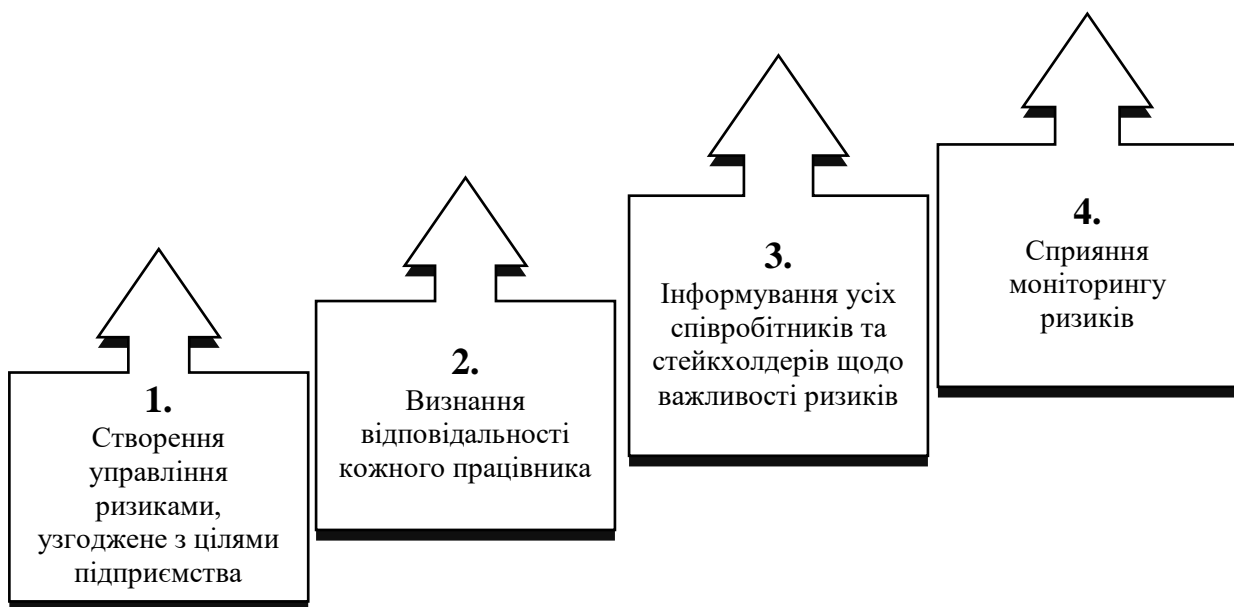 1.
Створення
управління
ризиками,
узгоджене з цілями
підприємства
2.
Визнання
відповідальності
кожного працівника
3.
Інформування усіх
співробітників та
стейкхолдерів щодо
важливості ризиків
4.
Сприяння
моніторингу
ризиків